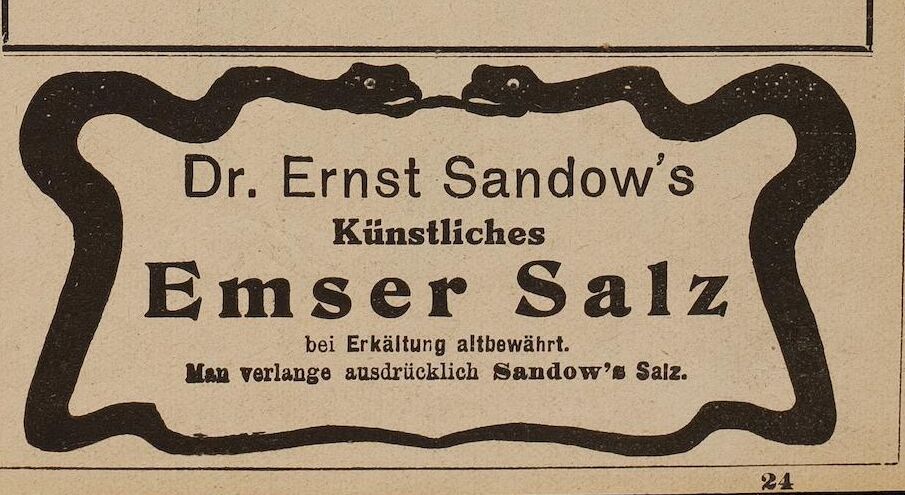 Dr. Ernst Sandow's
Künstliches
Emser Salz
bei Erkältung altbewährt.
Man verlange ausdrücklich Sandow's Salz.
24